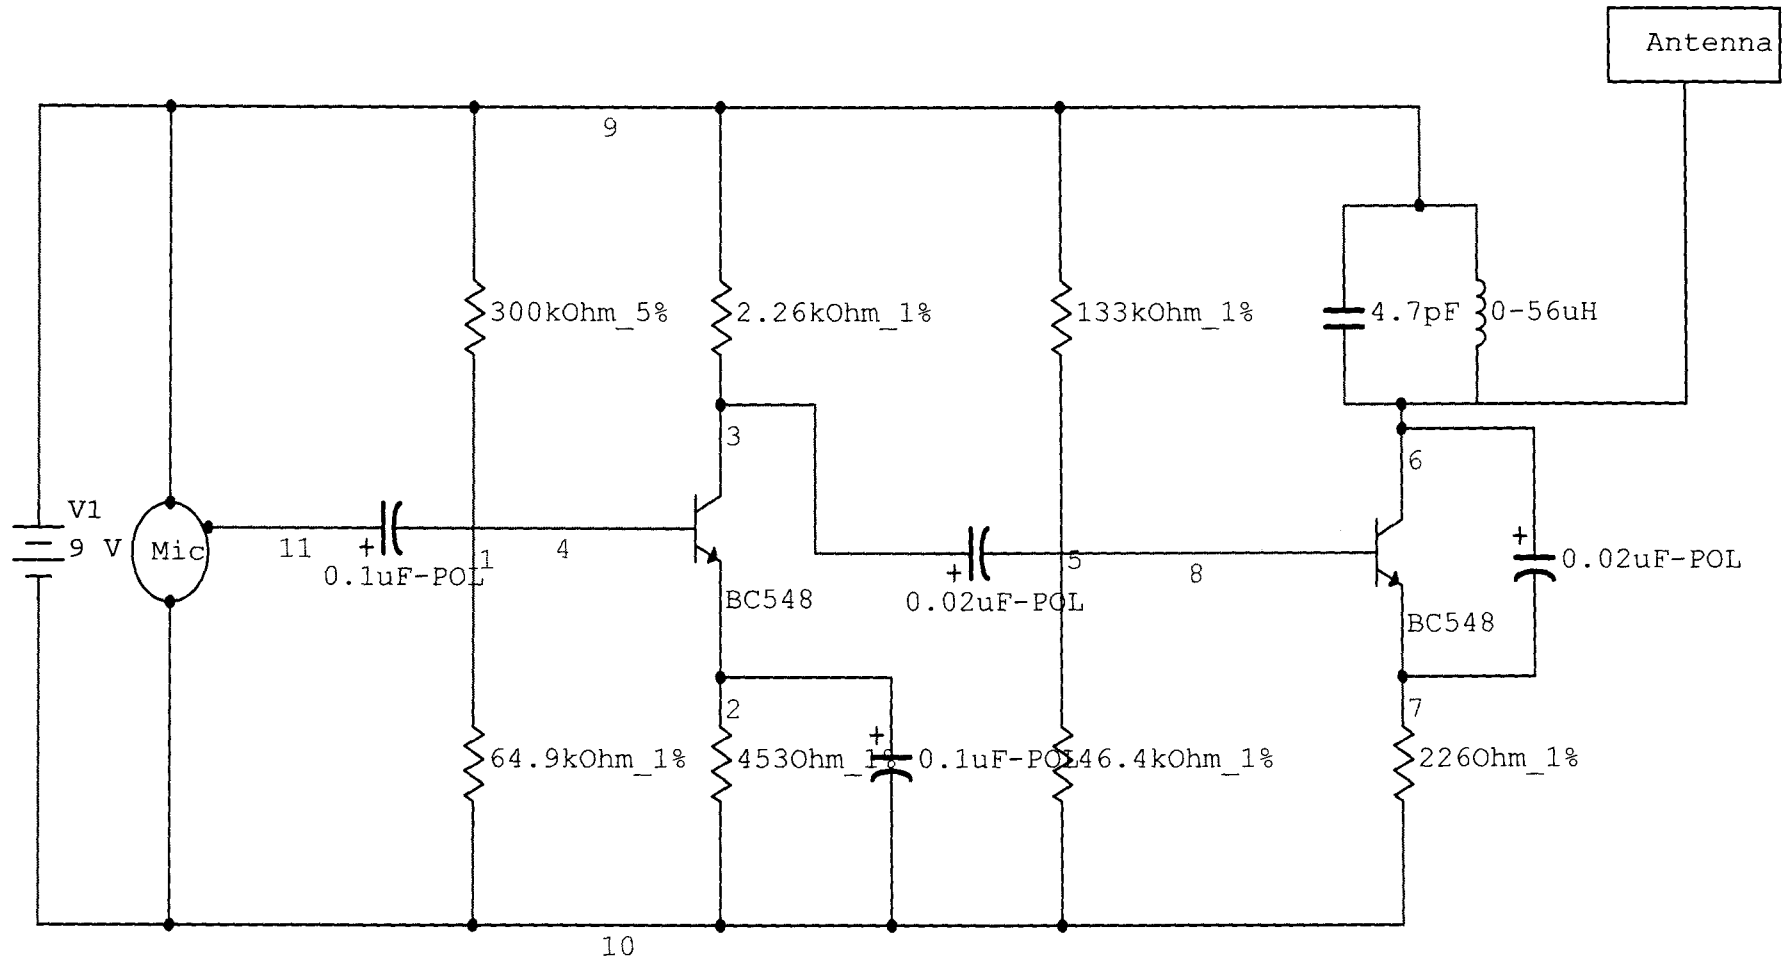 Antenna
9
300kOhm_5%
2.26kOhm_1%
133kOhm_1%
4.7pF
0-56uH
3
6
V1
9 V
Mic
11
+
0.1uF-POL
1
4
BC548
+
0.02uF-POL
5
8
BC548
+
0.02uF-POL
2
7
64.9kOhm_1%
453Ohm_1%
+
0.1uF-POL
46.4kOhm_1%
226Ohm_1%
10